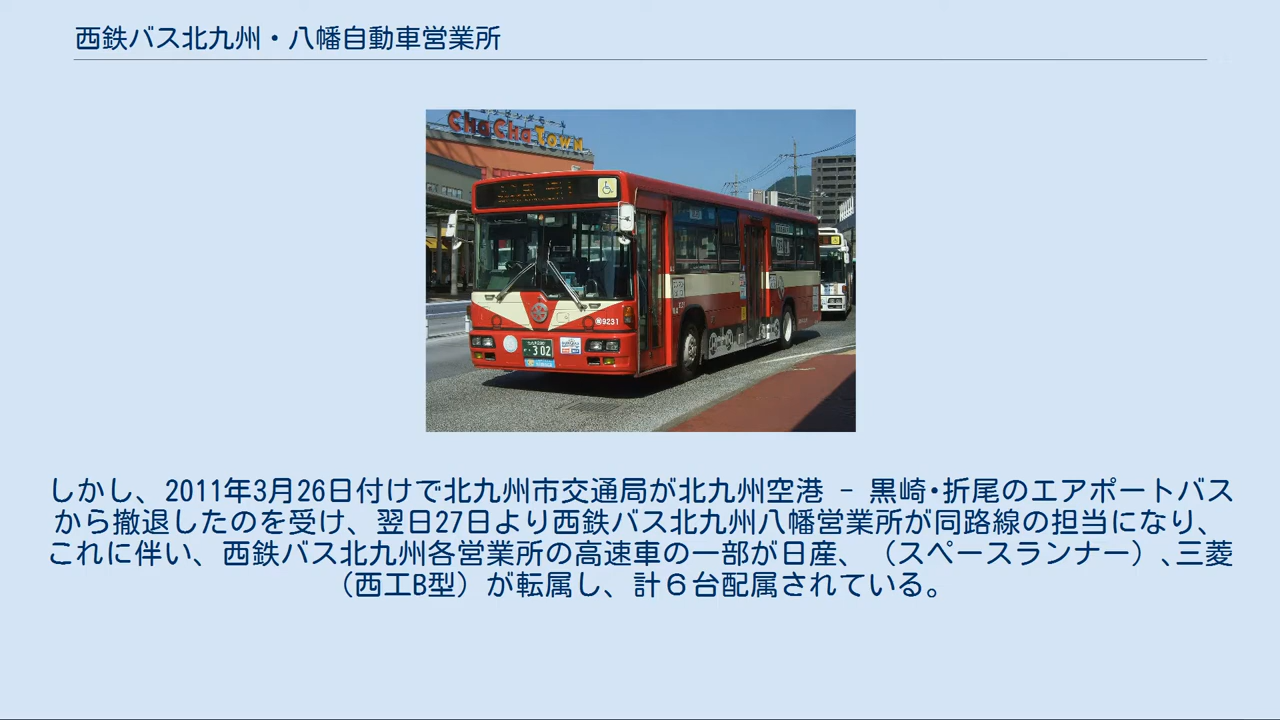 西鉄バス北九州・八幡自動車営業所
ChaCha Town
9231
302
しかし、2011年3月26日付けで北九州市交通局が北九州空港 - 黒崎･折尾のエアポートバス
から撤退したのを受け、翌日27日より西鉄バス北九州八幡営業所が同路線の担当になり、
これに伴い、西鉄バス北九州各営業所の高速車の一部が日産、（スペースランナー）､三菱
（西工B型）が転属し、計６台配属されている。